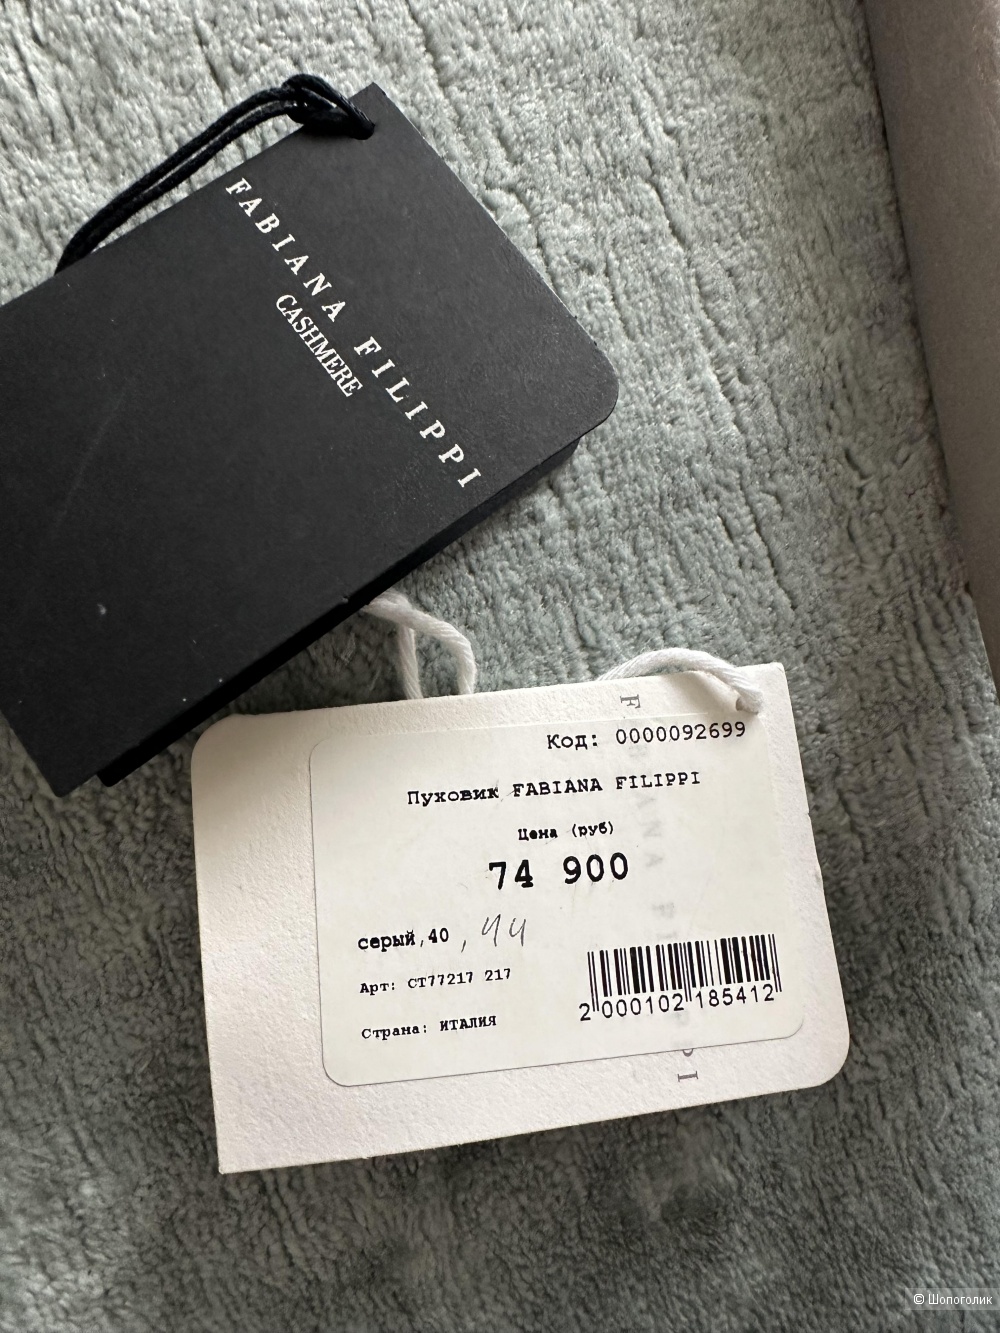 FABIANA FILIPPI
CASHMERE
Код: 0000092699
Пуховик FABIANA FILIPPI
Цена (руб)
74 900
серый,40 , 44
Арт: CT77217 217
Страна: ИТАЛИЯ
2 000102 185412
© Шопоголик